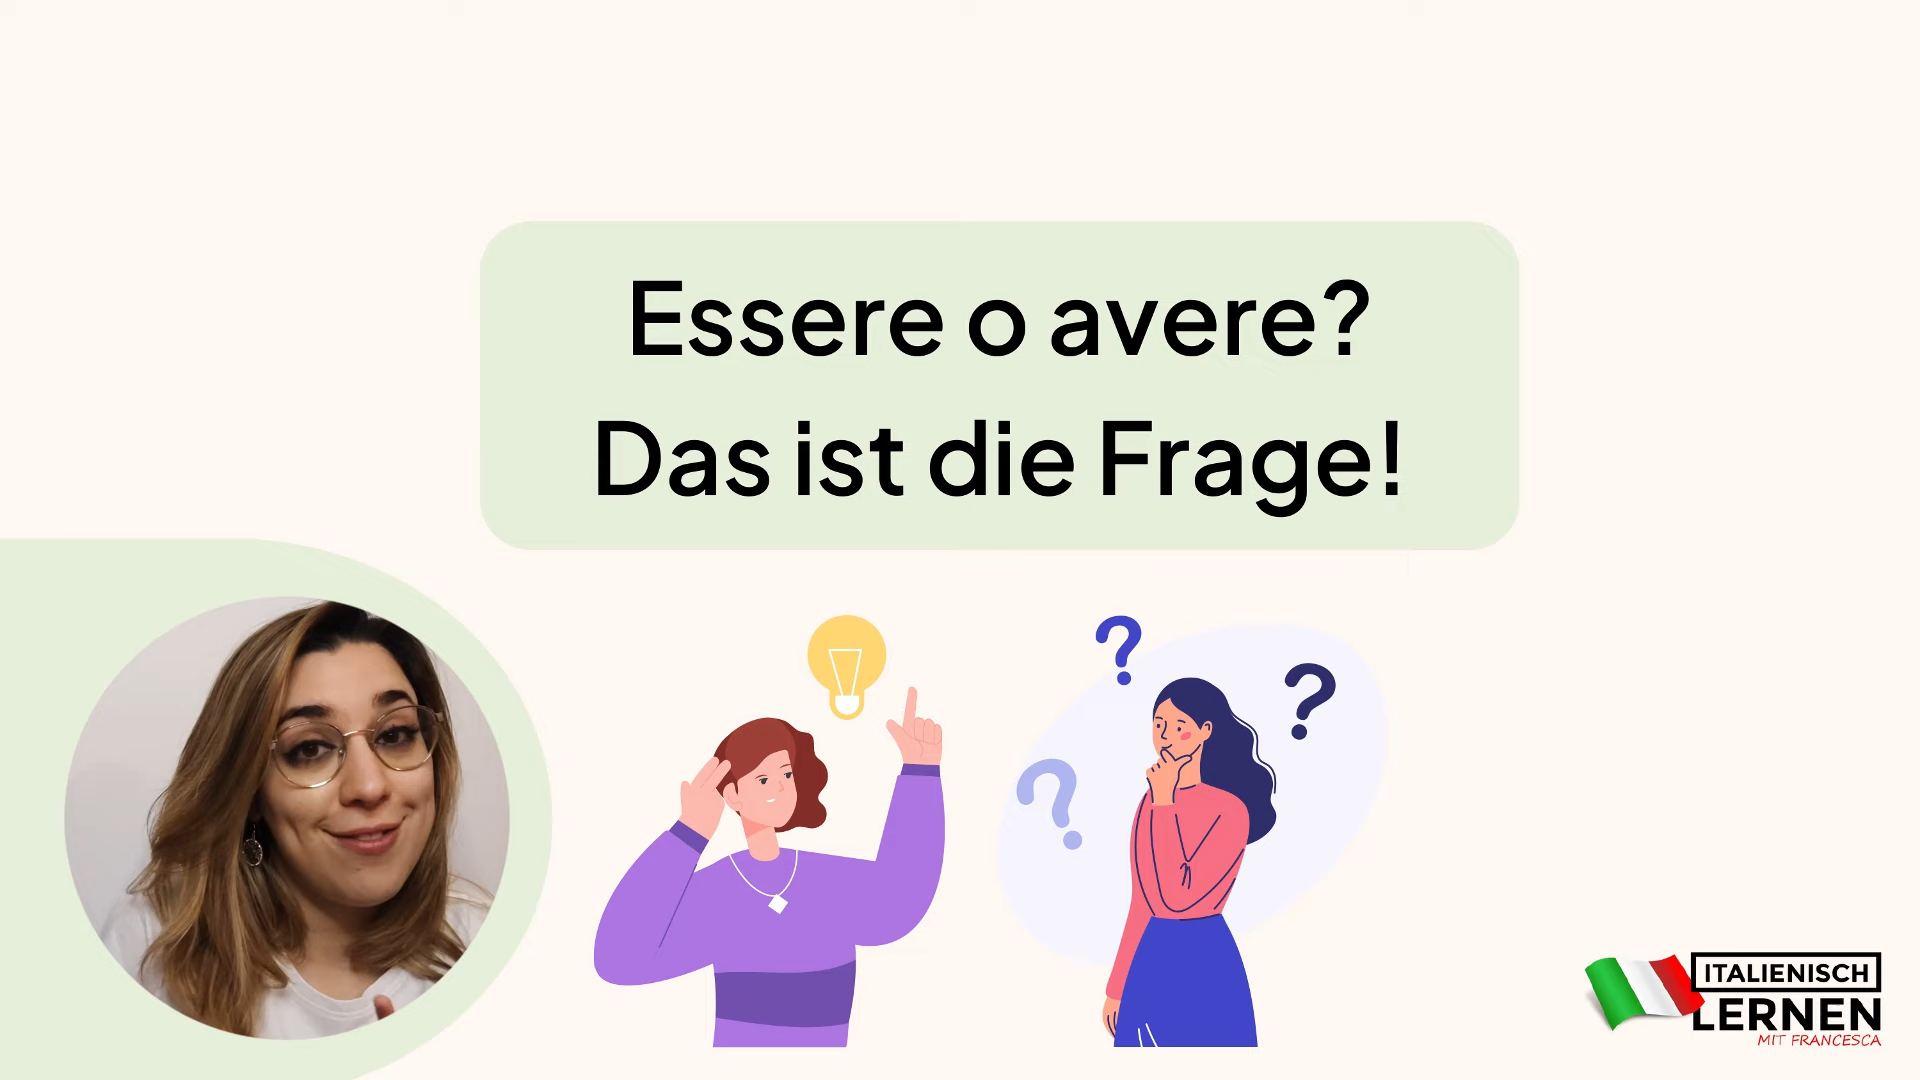 Essere o avere?
Das ist die Frage!
ITALIENISCH
LERNEN
MIT FRANCESCA